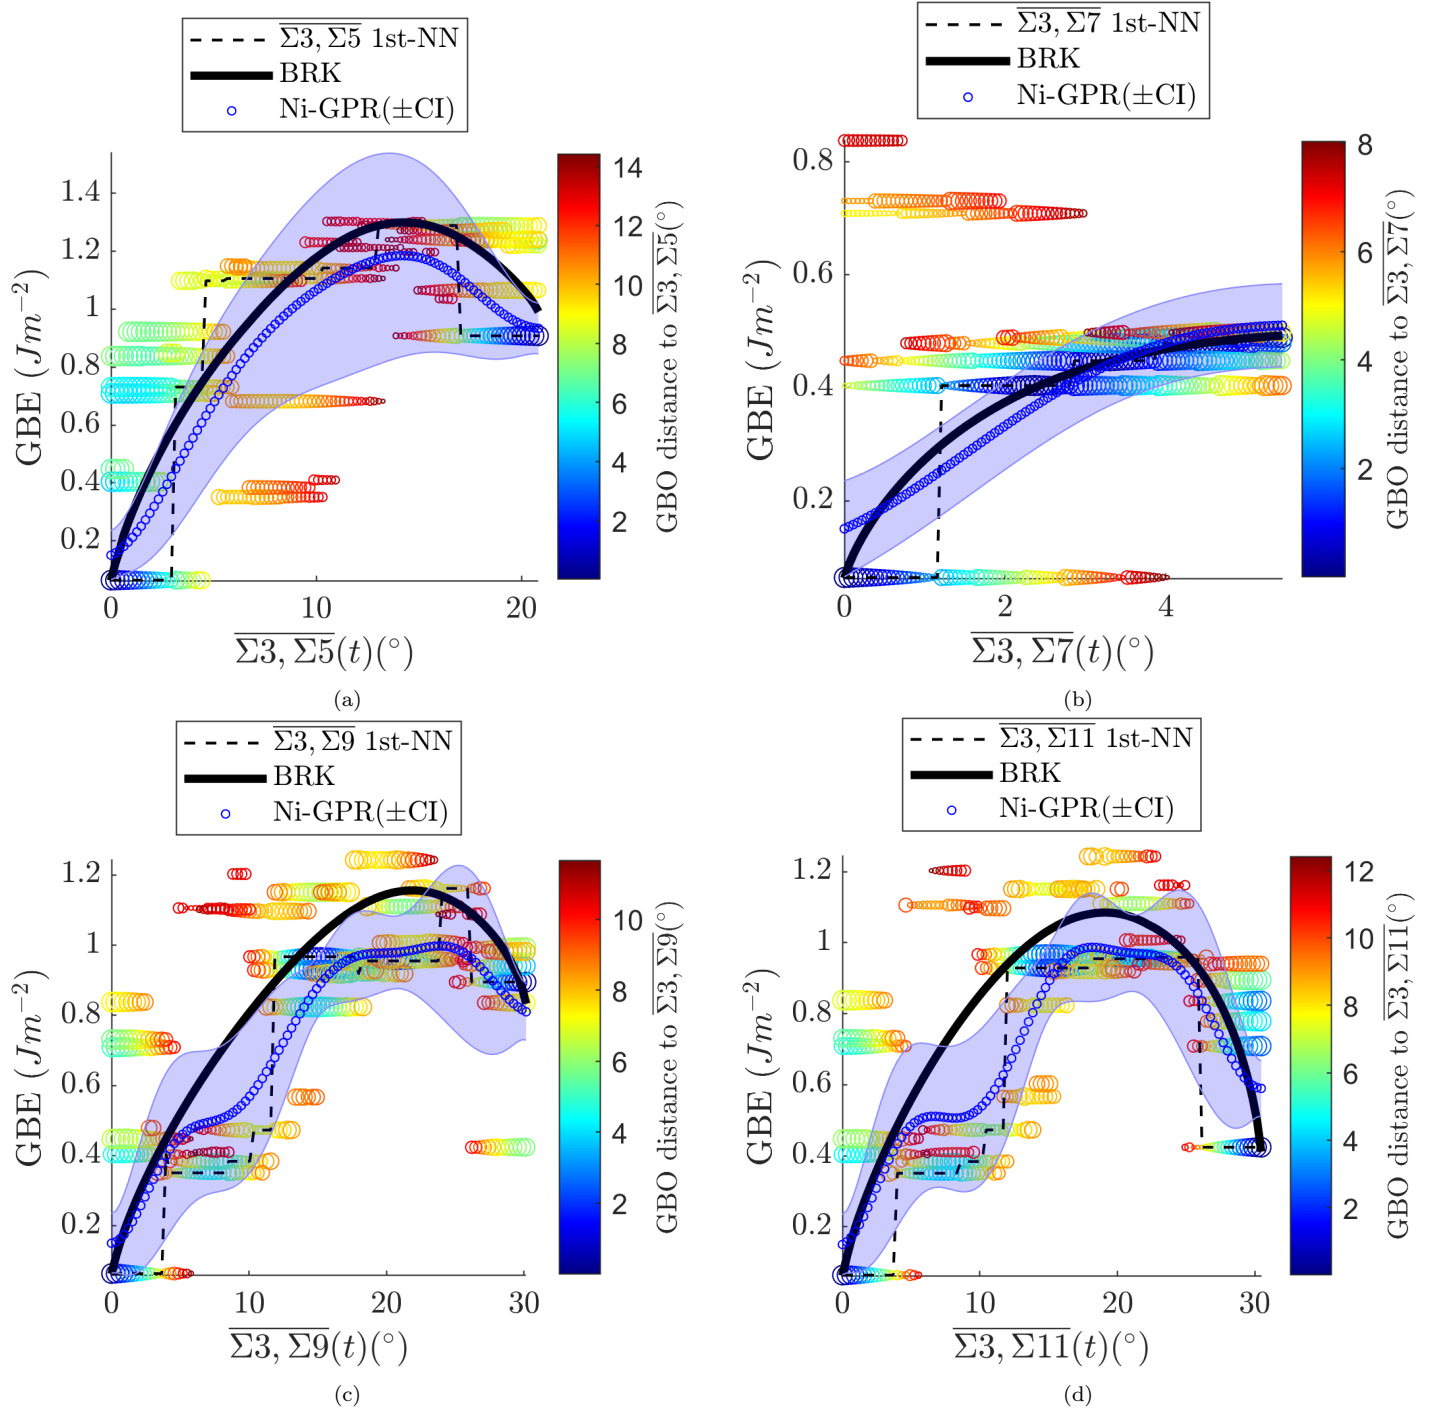 Σ3, Σ5 1st-NN
BRK
Ni-GPR(±CI)
GBE (Jm⁻²)
1.4
1.2
1
0.8
0.6
0.4
0.2
0 10 20
Σ3, Σ5(t)(°)
14
12
10
8
6
4
2
GBO distance to Σ3, Σ5(°)
(a)
Σ3, Σ7 1st-NN
BRK
Ni-GPR(±CI)
GBE (Jm⁻²)
0.8
0.6
0.4
0.2
0 2 4
Σ3, Σ7(t)(°)
8
6
4
2
GBO distance to Σ3, Σ7(°)
(b)
Σ3, Σ9 1st-NN
BRK
Ni-GPR(±CI)
GBE (Jm⁻²)
1.2
1
0.8
0.6
0.4
0.2
0 10 20 30
Σ3, Σ9(t)(°)
10
8
6
4
2
GBO distance to Σ3, Σ9(°)
(c)
Σ3, Σ11 1st-NN
BRK
Ni-GPR(±CI)
GBE (Jm⁻²)
1.2
1
0.8
0.6
0.4
0.2
0 10 20 30
Σ3, Σ11(t)(°)
12
10
8
6
4
2
GBO distance to Σ3, Σ11(°)
(d)